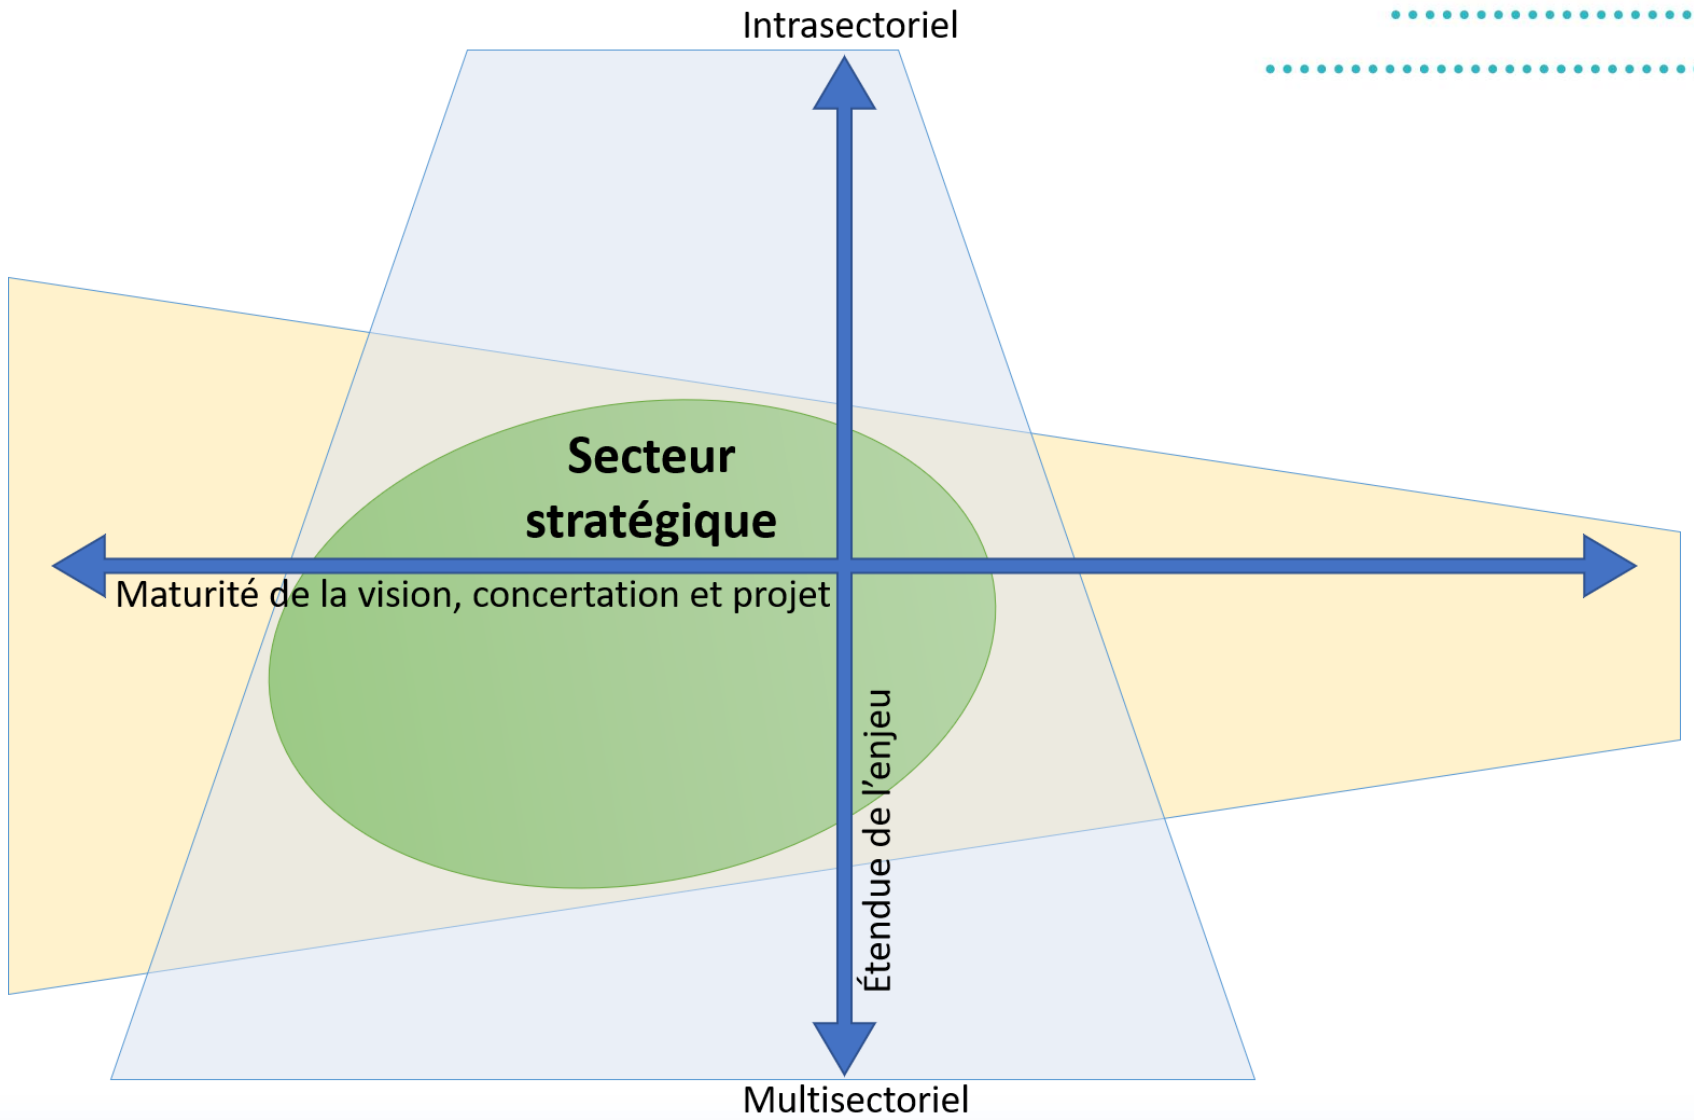 Intrasectoriel
Secteur
stratégique
Maturité de la vision, concertation et projet
Étendue de l'enjeu
Multisectoriel